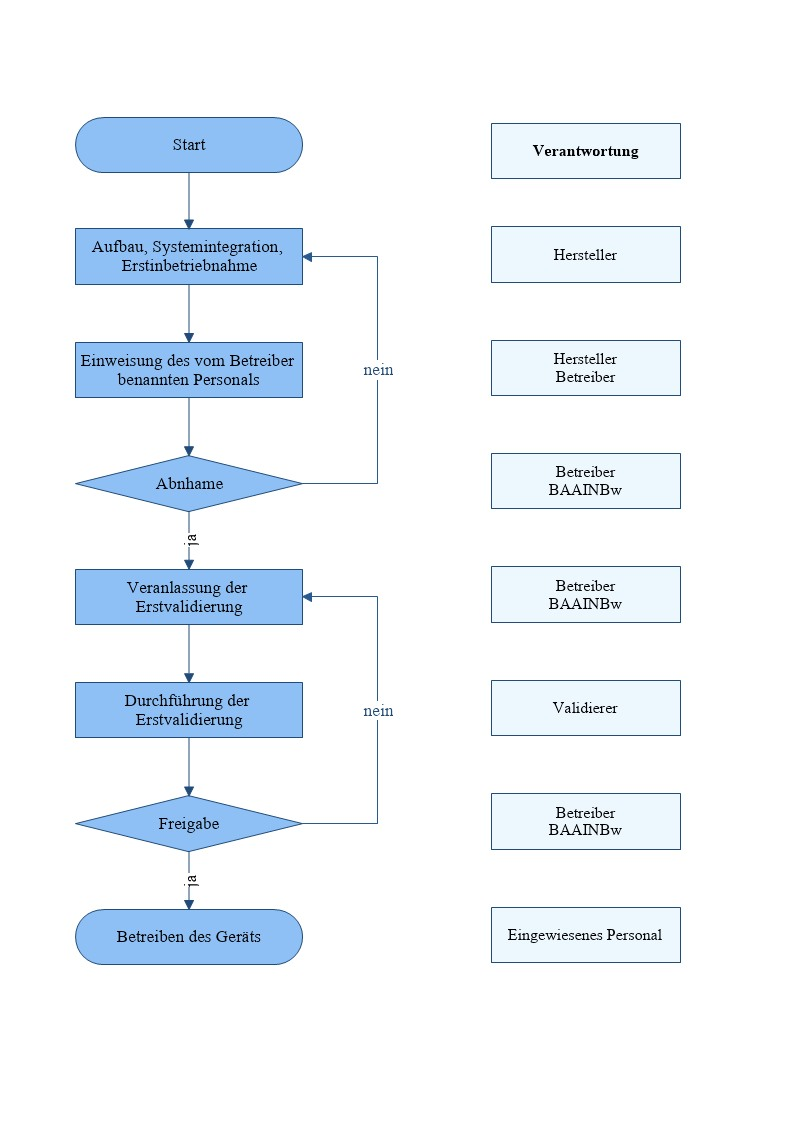 Start
Verantwortung
Aufbau, Systemintegration,
Erstinbetriebnahme
Hersteller
Einweisung des vom Betreiber
benannten Personals
nein
Hersteller
Betreiber
Abnhame
Betreiber
BAAINBw
ja
Veranlassung der
Erstvalidierung
Betreiber
BAAINBw
Durchführung der
Erstvalidierung
nein
Validierer
Freigabe
Betreiber
BAAINBw
ja
Betreiben des Geräts
Eingewiesenes Personal